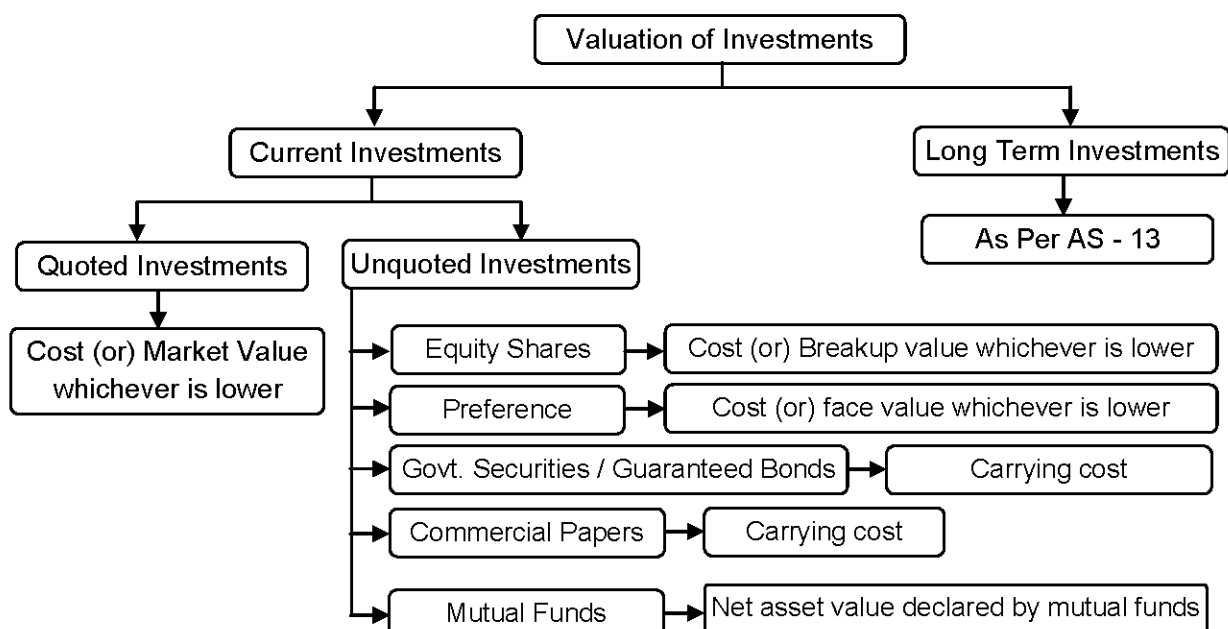 Valuation of Investments
Current Investments
Long Term Investments
As Per AS - 13
Quoted Investments
Unquoted Investments
Cost (or) Market Value
whichever is lower
Equity Shares
Cost (or) Breakup value whichever is lower
Preference
Cost (or) face value whichever is lower
Govt. Securities / Guaranteed Bonds
Carrying cost
Commercial Papers
Carrying cost
Mutual Funds
Net asset value declared by mutual funds